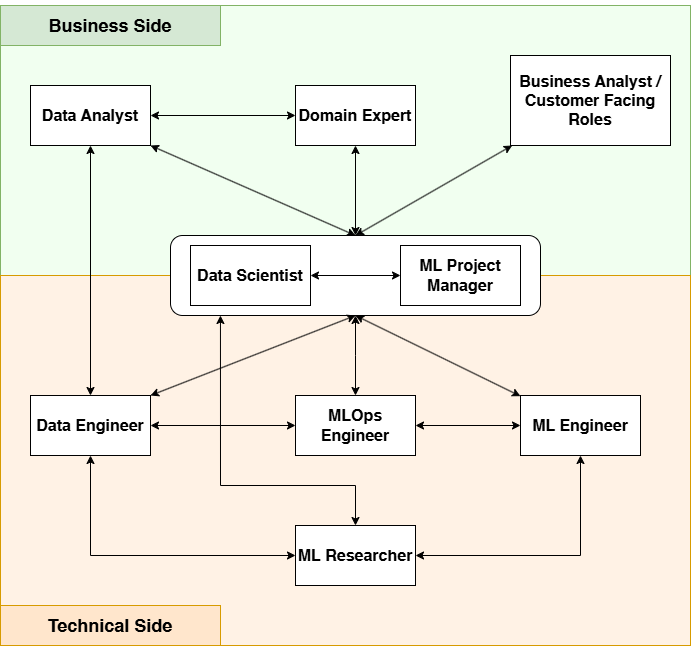 Business Side
Data Analyst
Domain Expert
Business Analyst /
Customer Facing
Roles
Data Scientist
ML Project
Manager
Data Engineer
MLOps
Engineer
ML Engineer
ML Researcher
Technical Side